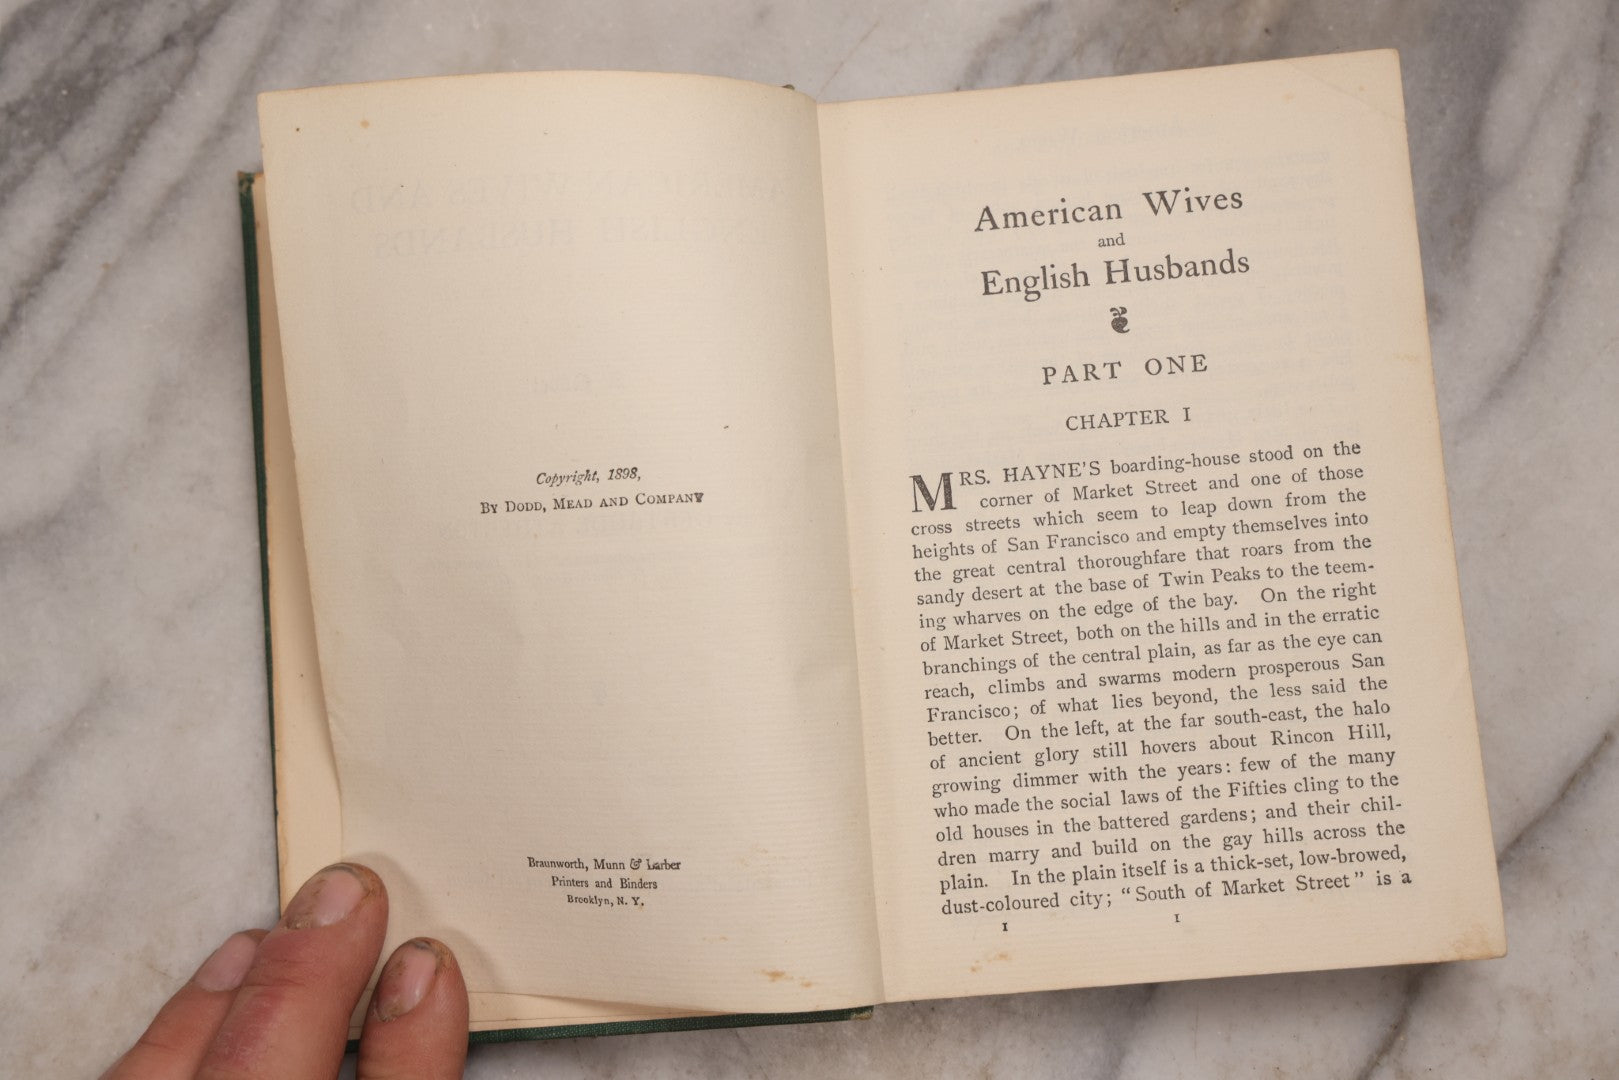 Copyright, 1898,
By Dodd, Mead and Company
Braunworth, Munn & Barber
Printers and Binders
Brooklyn, N. Y.
American Wives
and
English Husbands
PART ONE
CHAPTER I
MRS. HAYNE'S boarding-house stood on the
corner of Market Street and one of those
cross streets which seem to leap down from the
heights of San Francisco and empty themselves into
the great central thoroughfare that roars from the
sandy desert at the base of Twin Peaks to the teem-
ing wharves on the edge of the bay. On the right
of Market Street, both on the hills and in the erratic
branchings of the central plain, as far as the eye can
reach, climbs and swarms modern prosperous San
Francisco; of what lies beyond, the less said the
better. On the left, at the far south-east, the halo
of ancient glory still hovers about Rincon Hill,
growing dimmer with the years: few of the many
who made the social laws of the Fifties cling to the
old houses in the battered gardens; and their chil-
dren marry and build on the gay hills across the
plain. In the plain itself is a thick-set, low-browed,
dust-coloured city; "South of Market Street" is a
1
1